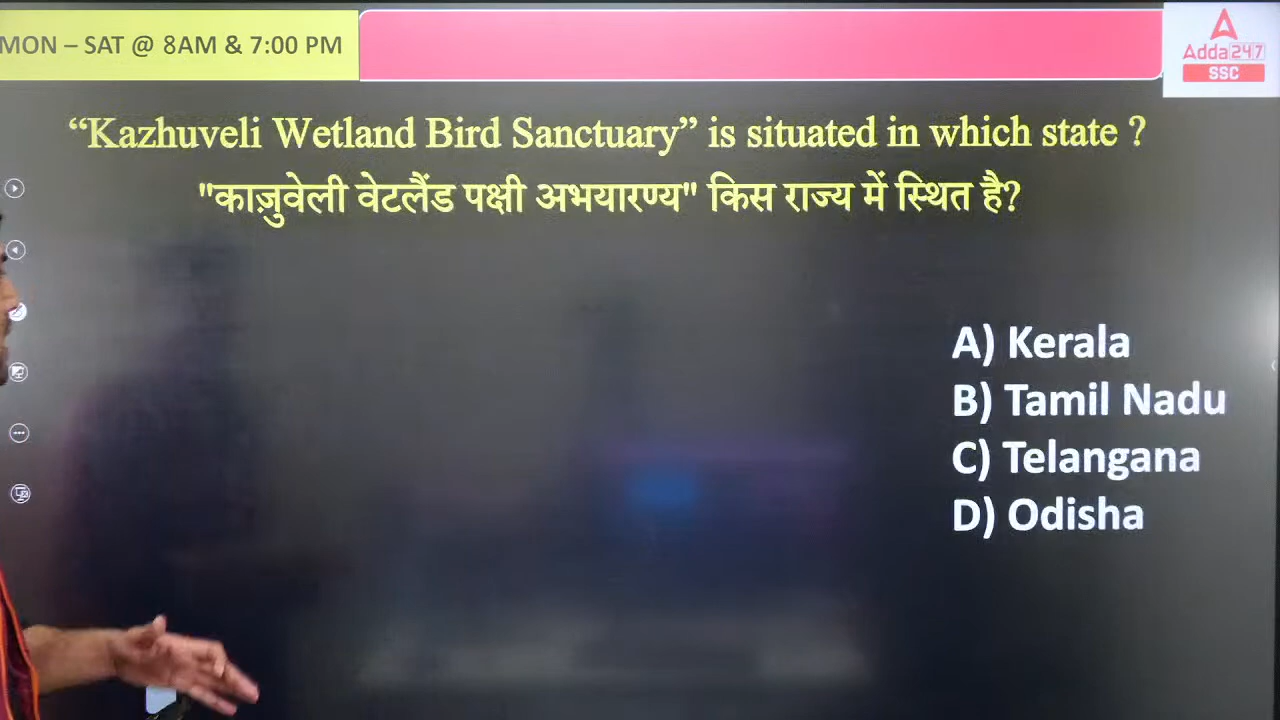 MON – SAT @ 8AM & 7:00 PM
Adda 247
SSC
“Kazhuveli Wetland Bird Sanctuary” is situated in which state ?
"काज़ुवेली वेटलैंड पक्षी अभयारण्य" किस राज्य में स्थित है?
A) Kerala
B) Tamil Nadu
C) Telangana
D) Odisha